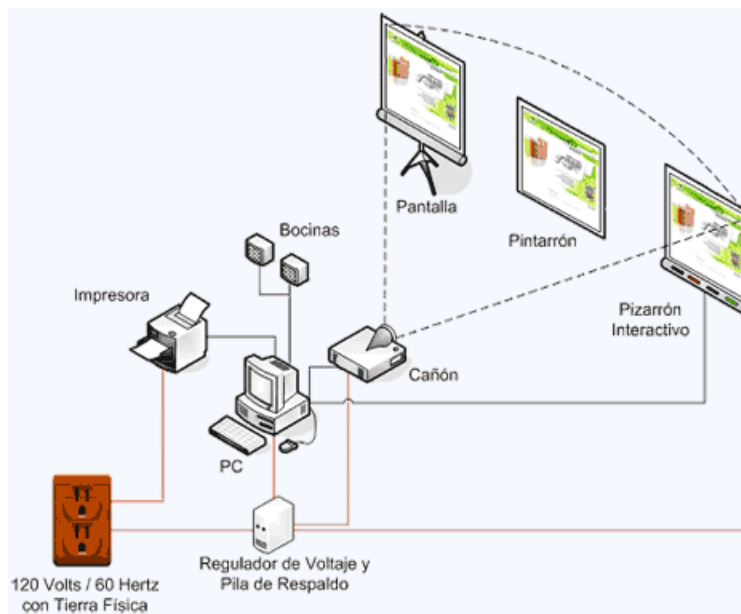 Pantalla
Pintarrón
Bocinas
Impresora
Pizarrón
Interactivo
Cañón
PC
Regulador de Voltaje y
Pila de Respaldo
120 Volts / 60 Hertz
con Tierra Física